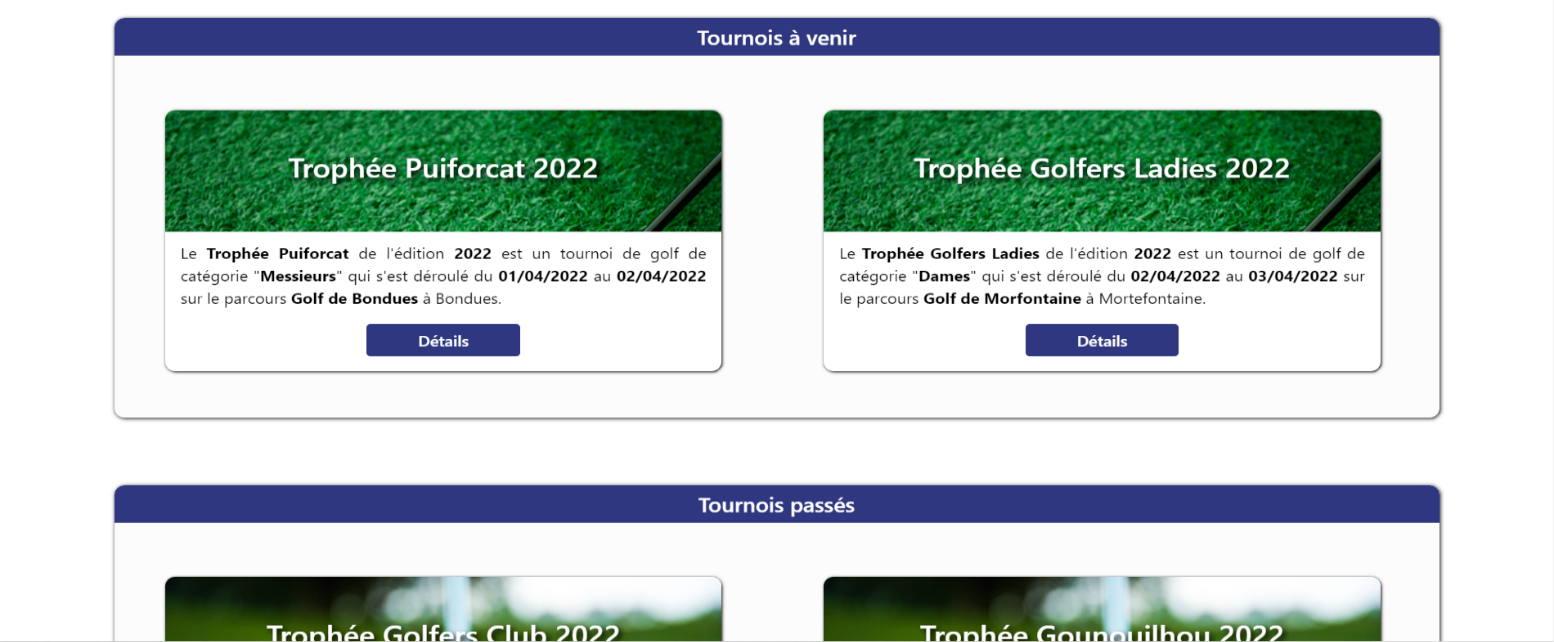 Tournois à venir
Trophée Puiforcat 2022
Le Trophée Puiforcat de l'édition 2022 est un tournoi de golf de
catégorie "Messieurs" qui s'est déroulé du 01/04/2022 au 02/04/2022
sur le parcours Golf de Bondues à Bondues.
Détails
Trophée Golfers Ladies 2022
Le Trophée Golfers Ladies de l'édition 2022 est un tournoi de golf de
catégorie "Dames" qui s'est déroulé du 02/04/2022 au 03/04/2022 sur
le parcours Golf de Morfontaine à Mortefontaine.
Détails
Tournois passés
Trophée Golfers Club 2022
Trophée Gounouilhou 2022